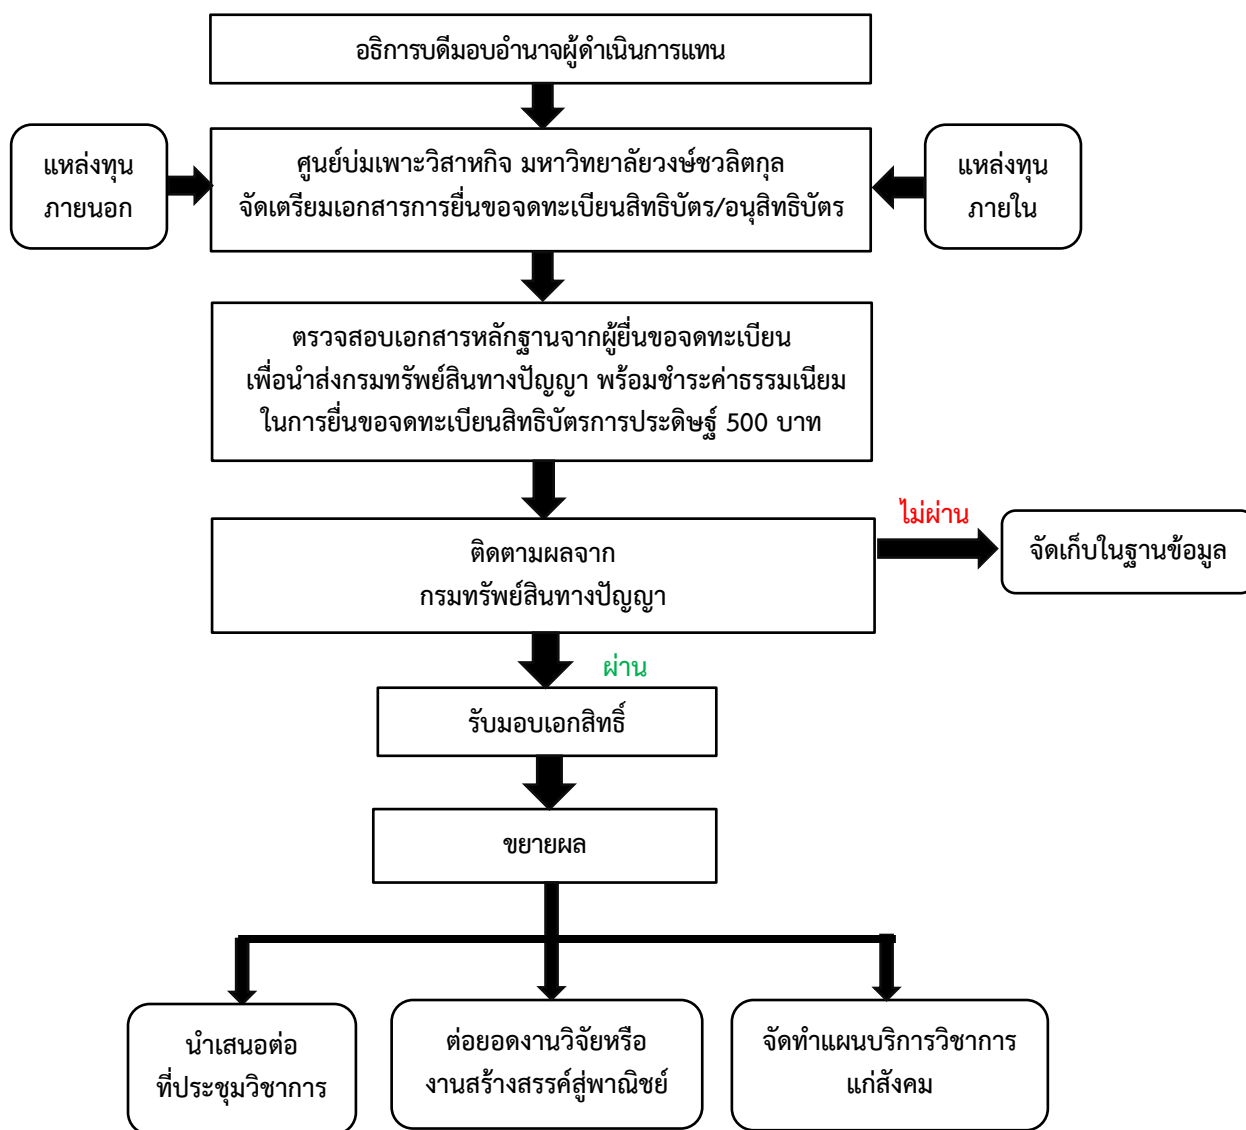 อธิการบดีมอบอำนาจผู้ดำเนินการแทน
แหล่งทุน
ภายนอก
ศูนย์บ่มเพาะวิสาหกิจ มหาวิทยาลัยวงษ์ชวลิตกุล
จัดเตรียมเอกสารการยื่นขอจดทะเบียนสิทธิบัตร/อนุสิทธิบัตร
แหล่งทุน
ภายใน
ตรวจสอบเอกสารหลักฐานจากผู้ยื่นขอจดทะเบียน
เพื่อนำส่งกรมทรัพย์สินทางปัญญา พร้อมชำระค่าธรรมเนียม
ในการยื่นขอจดทะเบียนสิทธิบัตรการประดิษฐ์ 500 บาท
ติดตามผลจาก
กรมทรัพย์สินทางปัญญา
ไม่ผ่าน
จัดเก็บในฐานข้อมูล
ผ่าน
รับมอบเอกสิทธิ์
ขยายผล
นำเสนอต่อ
ที่ประชุมวิชาการ
ต่อยอดงานวิจัยหรือ
งานสร้างสรรค์สู่พาณิชย์
จัดทำแผนบริการวิชาการ
แก่สังคม